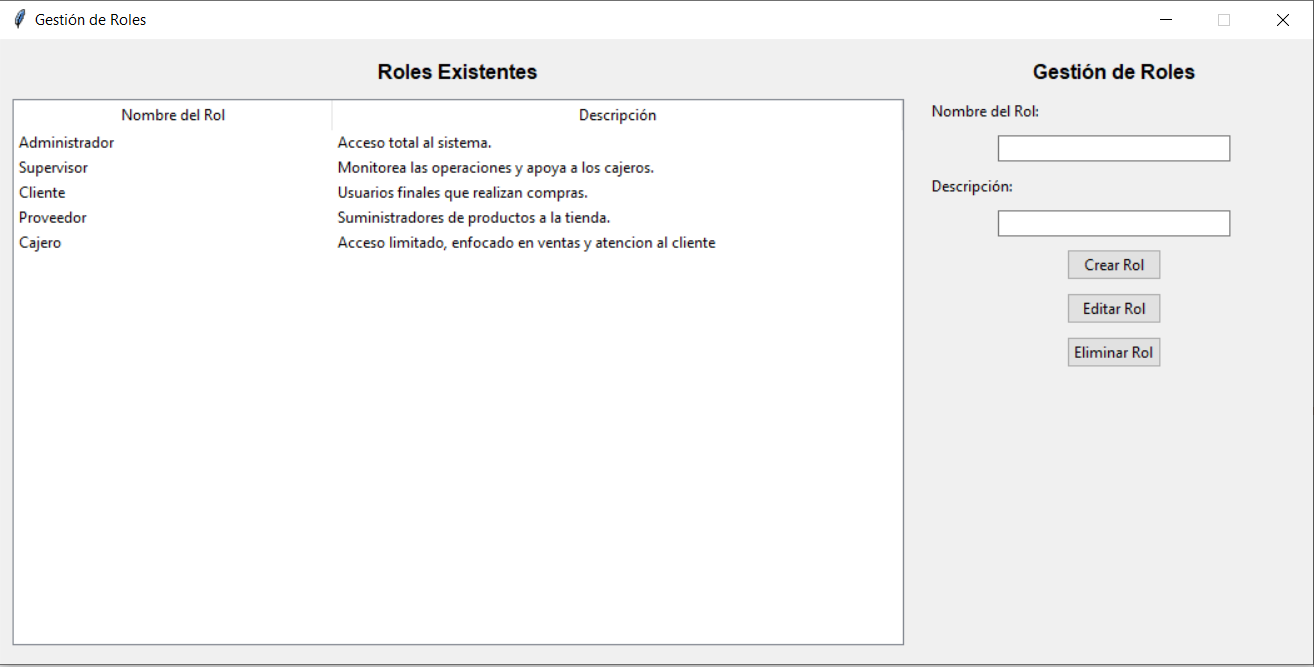 Gestión de Roles
Roles Existentes
Nombre del Rol Descripción
Administrador Acceso total al sistema.
Supervisor Monitorea las operaciones y apoya a los cajeros.
Cliente Usuarios finales que realizan compras.
Proveedor Suministradores de productos a la tienda.
Cajero Acceso limitado, enfocado en ventas y atencion al cliente
Gestión de Roles
Nombre del Rol:
Descripción:
Crear Rol
Editar Rol
Eliminar Rol